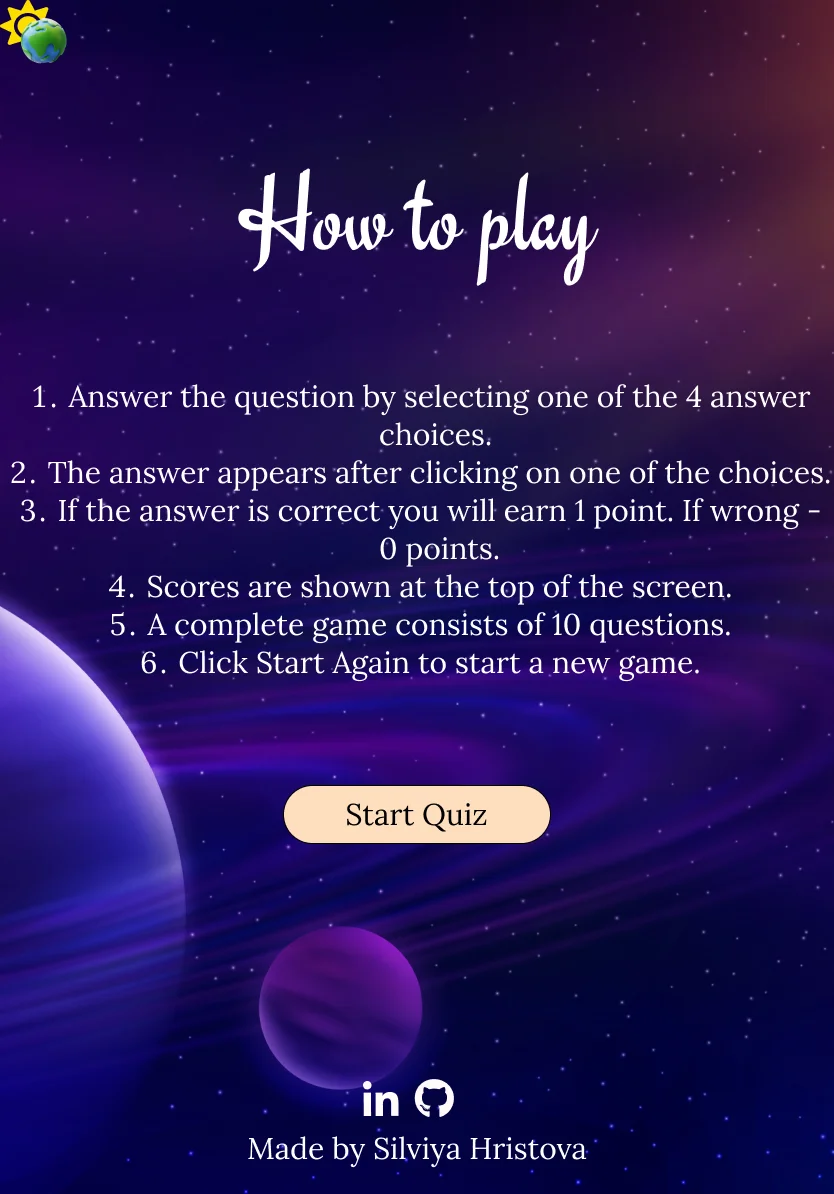 How to play
1. Answer the question by selecting one of the 4 answer
choices.
2. The answer appears after clicking on one of the choices.
3. If the answer is correct you will earn 1 point. If wrong -
0 points.
4. Scores are shown at the top of the screen.
5. A complete game consists of 10 questions.
6. Click Start Again to start a new game.
Start Quiz
in
Made by Silviya Hristova